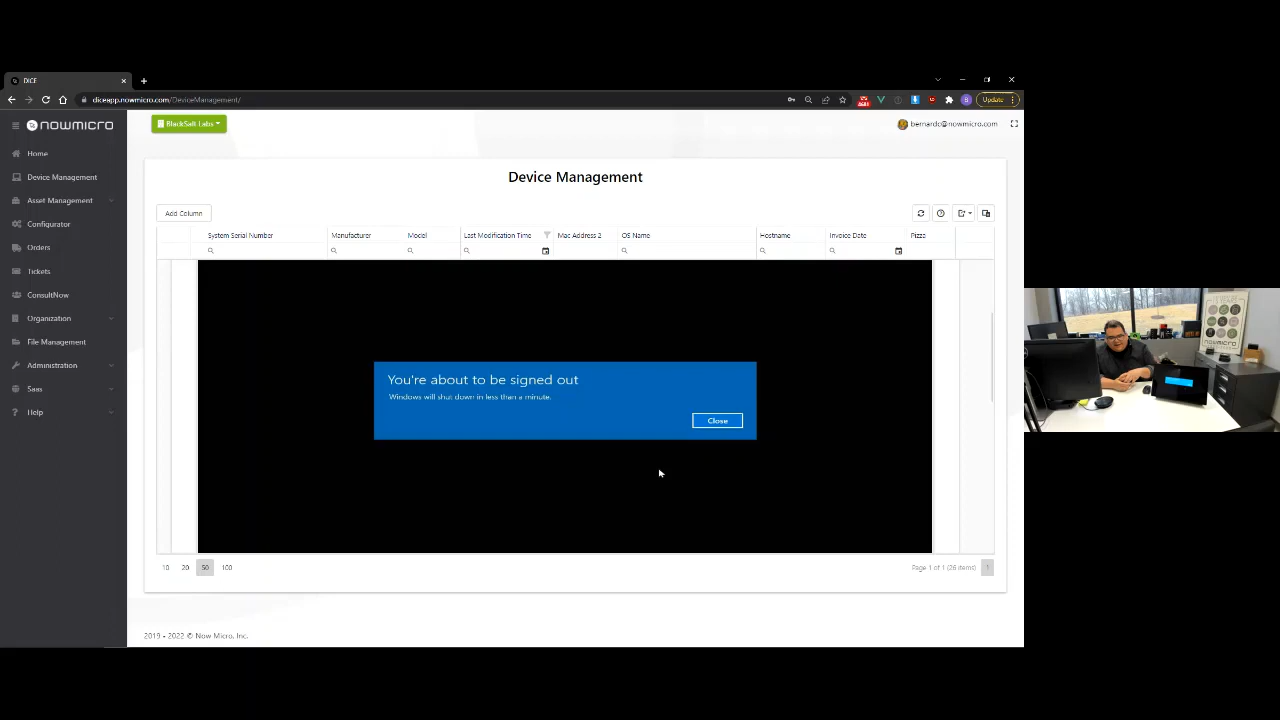 DICE
diceapp.nowmicro.com/DeviceManagement/
Update
nowmicro
BlackSalt Labs
bernardc@nowmicro.com
Home
Device Management
Asset Management
Configurator
Orders
Tickets
ConsultNow
Organization
File Management
Administration
Saas
Help
Device Management
Add Column
System Serial Number
Manufacturer
Model
Last Modification Time
Mac Address 2
OS Name
Hostname
Invoice Date
Pizza
You're about to be signed out
Windows will shut down in less than a minute.
Close
10 20 50 100
Page 1 of 1 (26 items)
1
2019 - 2022 © Now Micro, Inc.
NOWMICRO